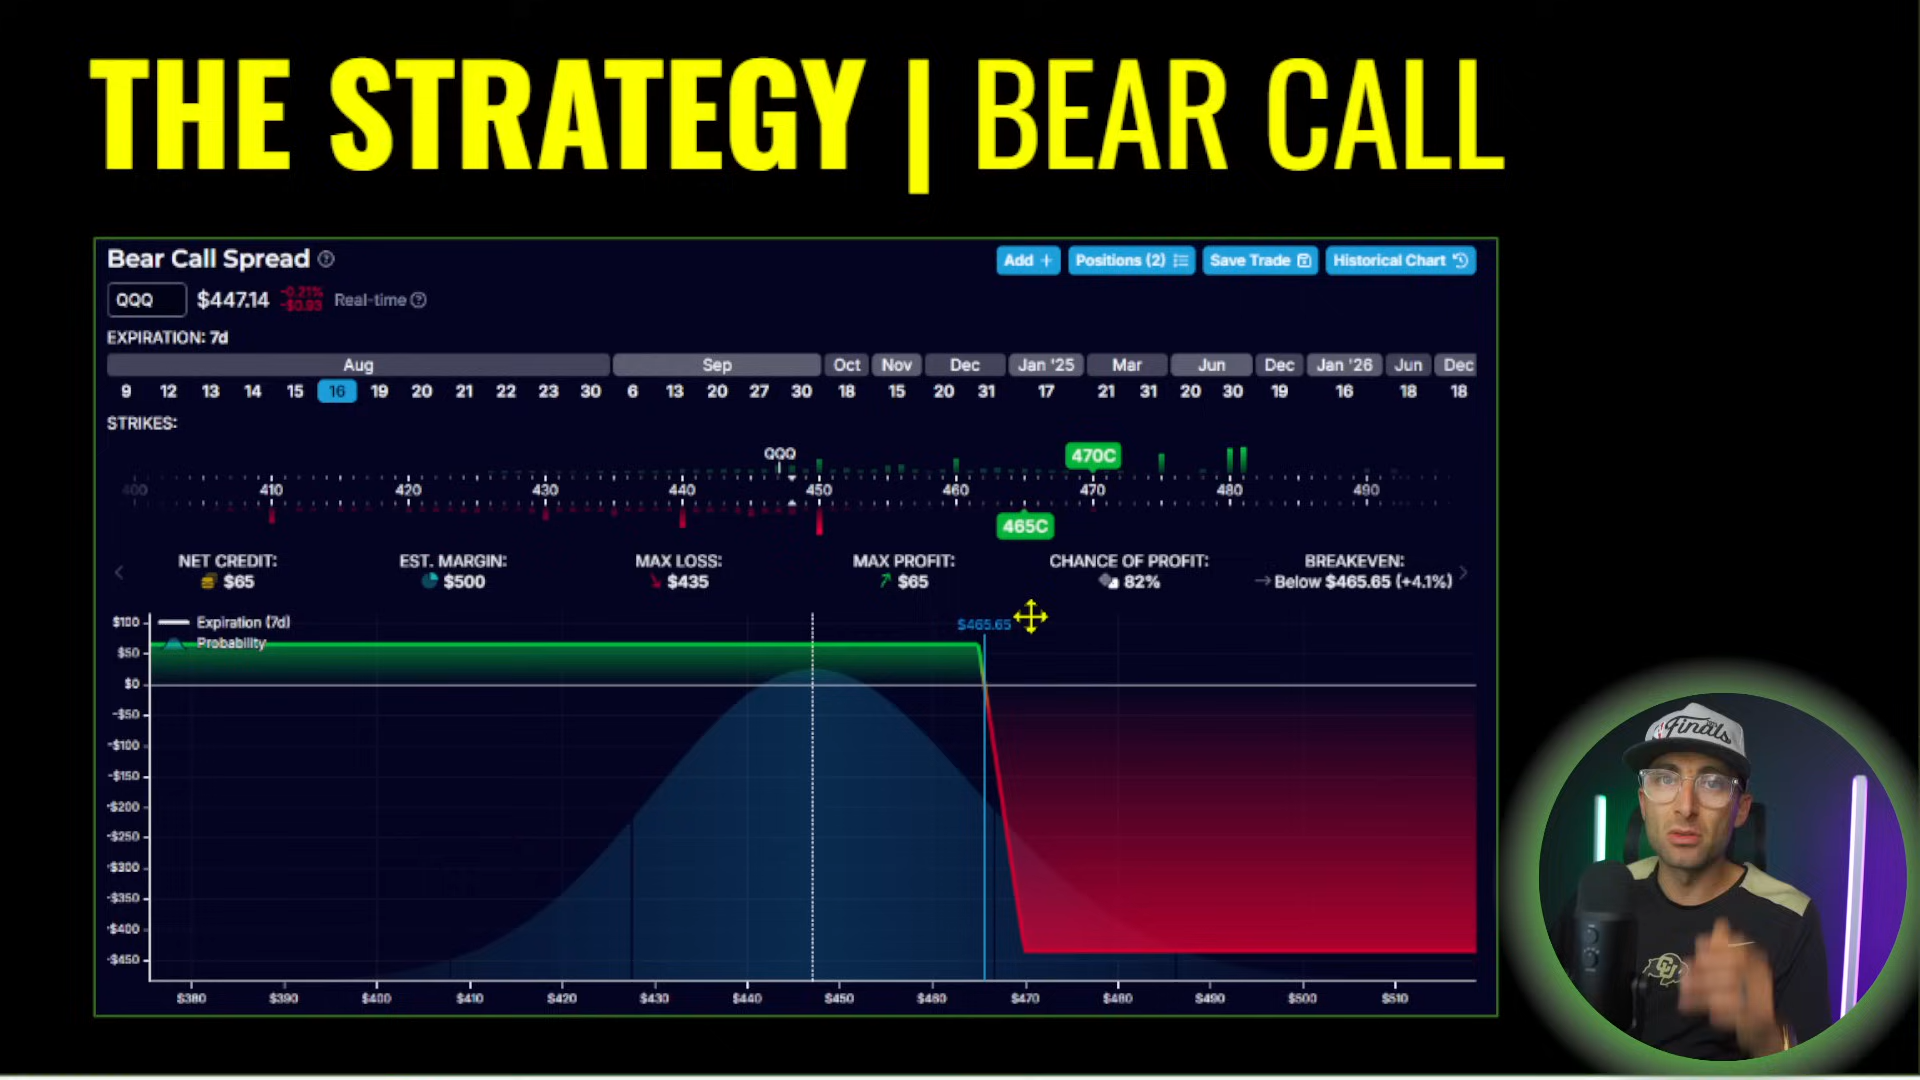 THE STRATEGY | BEAR CALL
Bear Call Spread ?
Add + Positions (2) Save Trade Historical Chart
QQQ $447.14 -0.21% -$0.93 Real-time ?
EXPIRATION: 7d
Aug Sep Oct Nov Dec Jan '25 Mar Jun Dec Jan '26 Jun Dec
9 12 13 14 15 16 19 20 21 22 23 30 6 13 20 27 30 18 15 20 31 17 21 31 20 30 19 16 18 18
STRIKES:
QQQ 470C
400 410 420 430 440 450 460 470 480 490
465C
NET CREDIT: EST. MARGIN: MAX LOSS: MAX PROFIT: CHANCE OF PROFIT: BREAKEVEN:
$65 $500 $435 $65 82% →Below $465.65 (+4.1%)
$100 Expiration (7d) $465.65
Probability
$50
$0
-$50
-$100
-$150
-$200
-$250
-$300
-$350
-$400
-$450
$380 $390 $400 $410 $420 $430 $440 $450 $460 $470 $480 $490 $500 $510
Finals
CU